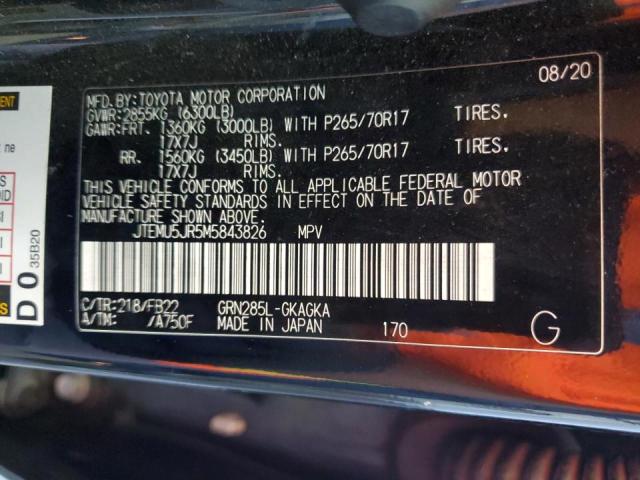 08/20
MFD.BY:TOYOTA MOTOR CORPORATION
GVWR:2855KG (6300LB)
GAWR:FRT. 1360KG (3000LB) WITH P265/70R17 TIRES.
17X7J RIMS.
RR. 1560KG (3450LB) WITH P265/70R17 TIRES.
17X7J RIMS.
THIS VEHICLE CONFORMS TO ALL APPLICABLE FEDERAL MOTOR
VEHICLE SAFETY STANDARDS IN EFFECT ON THE DATE OF
MANUFACTURE SHOWN ABOVE.
JTEMU5JR5M5843826 MPV
C/TR:218/FB22 GRN285L-GKAGKA
A/TM: /A750F MADE IN JAPAN 170 G
D 0 35B20